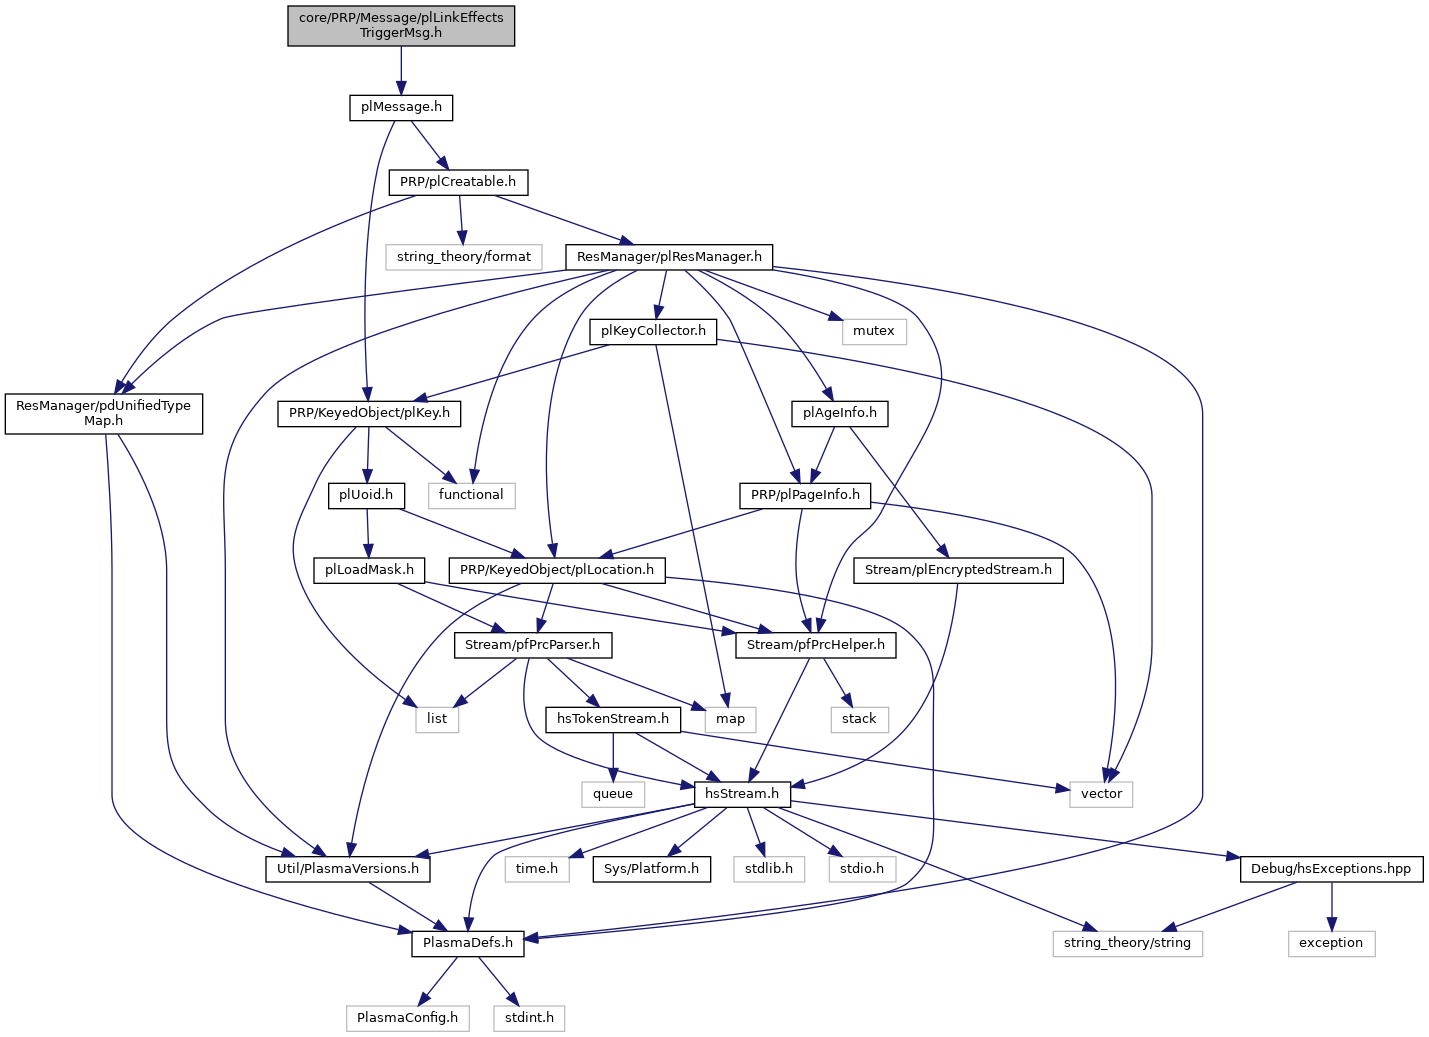 core/PRP/Message/plLinkEffects
TriggerMsg.h
plMessage.h
PRP/plCreatable.h
string_theory/format
ResManager/plResManager.h
plKeyCollector.h
mutex
ResManager/pdUnifiedType
Map.h
PRP/KeyedObject/plKey.h
plAgeInfo.h
plUoid.h
functional
PRP/plPageInfo.h
plLoadMask.h
PRP/KeyedObject/plLocation.h
Stream/plEncryptedStream.h
Stream/pfPrcParser.h
Stream/pfPrcHelper.h
list
hsTokenStream.h
map
stack
queue
hsStream.h
vector
Util/PlasmaVersions.h
time.h
Sys/Platform.h
stdlib.h
stdio.h
Debug/hsExceptions.hpp
PlasmaDefs.h
string_theory/string
exception
PlasmaConfig.h
stdint.h